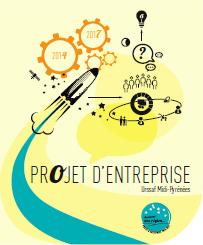 2017
2014
?
PROJET D'ENTREPRISE
Urssaf Midi-Pyrénées